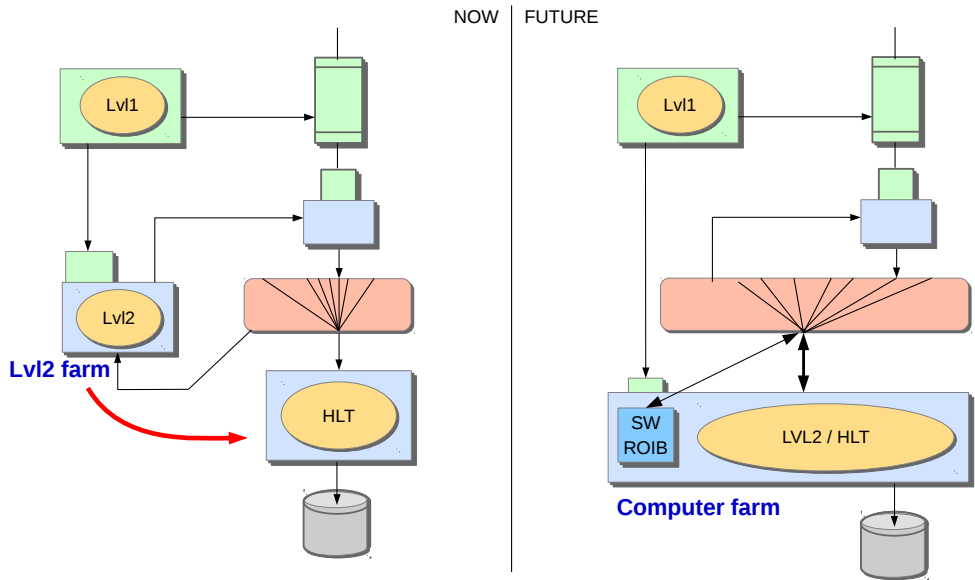 NOW
FUTURE
Lvl1
Lvl2
Lvl2 farm
HLT
Lvl1
SW
ROIB
LVL2 / HLT
Computer farm